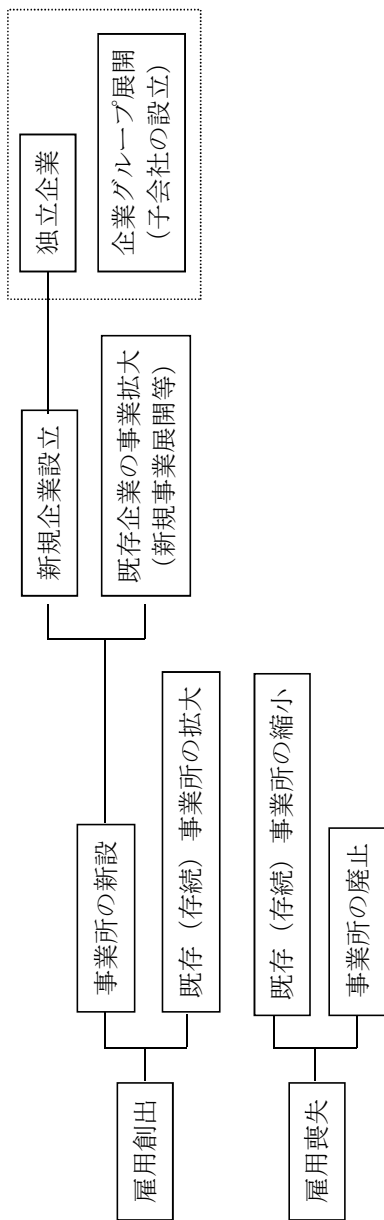 雇用創出
事業所の新設
既存（存続）事業所の拡大
新規企業設立
既存企業の事業拡大
（新規事業展開等）
独立企業
企業グループ展開
（子会社の設立）
雇用喪失
既存（存続）事業所の縮小
事業所の廃止